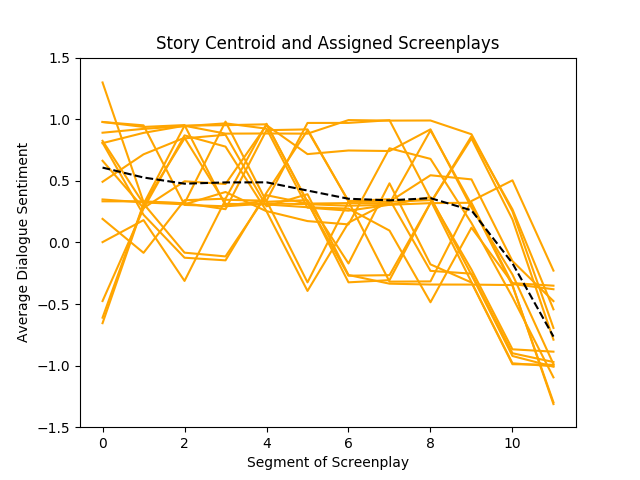 Story Centroid and Assigned Screenplays
1.5
1.0
0.5
0.0
−0.5
−1.0
−1.5
Average Dialogue Sentiment
0 2 4 6 8 10
Segment of Screenplay